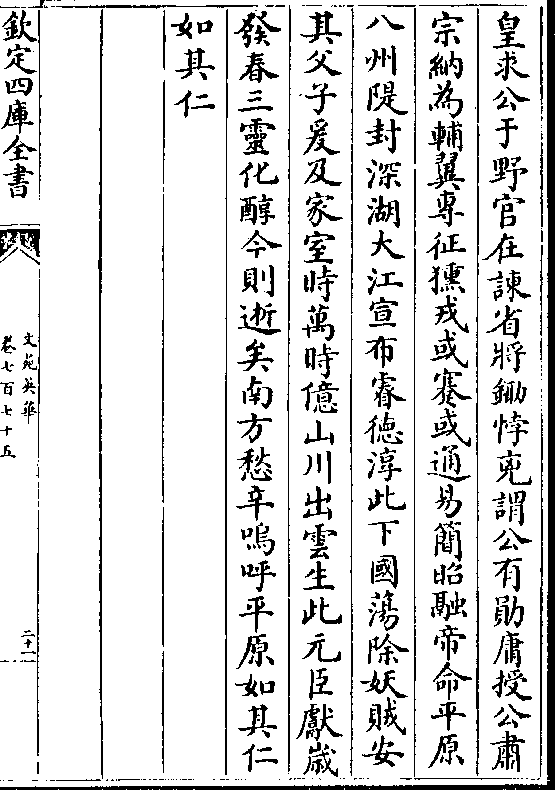 皇求公于野官在諫省將鋤悖兇謂公有勛庸授公肅
宗納為輔翼專征獯戎或蹇或通易簡昭融帝命平原
八州隄封深湖大江宣布睿德淳此下國蕩除妖賊安
其父子爰及家室時萬時億山川出雲生此元臣獻歲
發春三靈化醇今則逝矣南方愁辛嗚呼平原如其仁
如其仁
欽定四庫全書
文苑英華
卷七百七十五
二十一